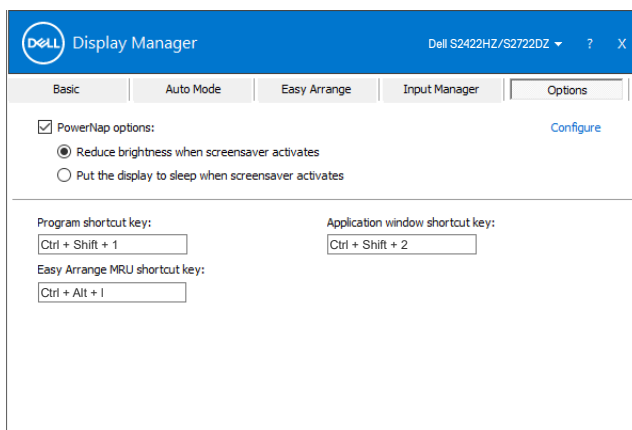 DELL Display Manager Dell S2422HZ/S2722DZ ? X
Basic Auto Mode Easy Arrange Input Manager Options
PowerNap options: Configure
Reduce brightness when screensaver activates
Put the display to sleep when screensaver activates
Program shortcut key: Application window shortcut key:
Ctrl + Shift + 1 Ctrl + Shift + 2
Easy Arrange MRU shortcut key:
Ctrl + Alt + I